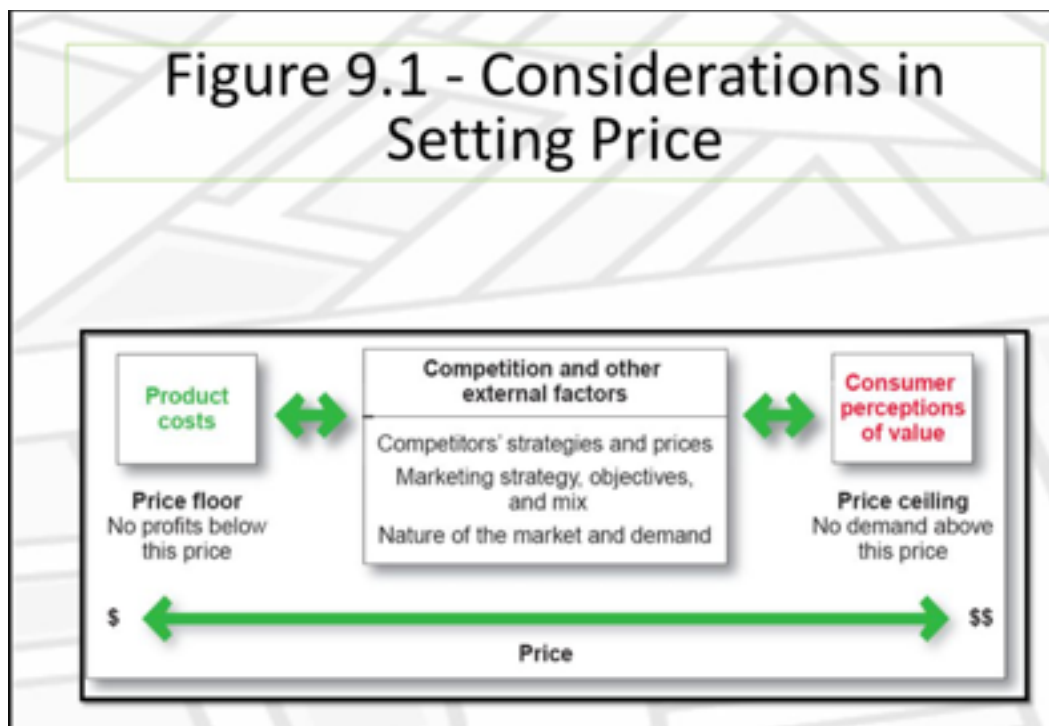 Figure 9.1 - Considerations in
Setting Price
Product
costs
Price floor
No profits below
this price
Competition and other
external factors
Competitors' strategies and prices
Marketing strategy, objectives,
and mix
Nature of the market and demand
Consumer
perceptions
of value
Price ceiling
No demand above
this price
$
$$
Price